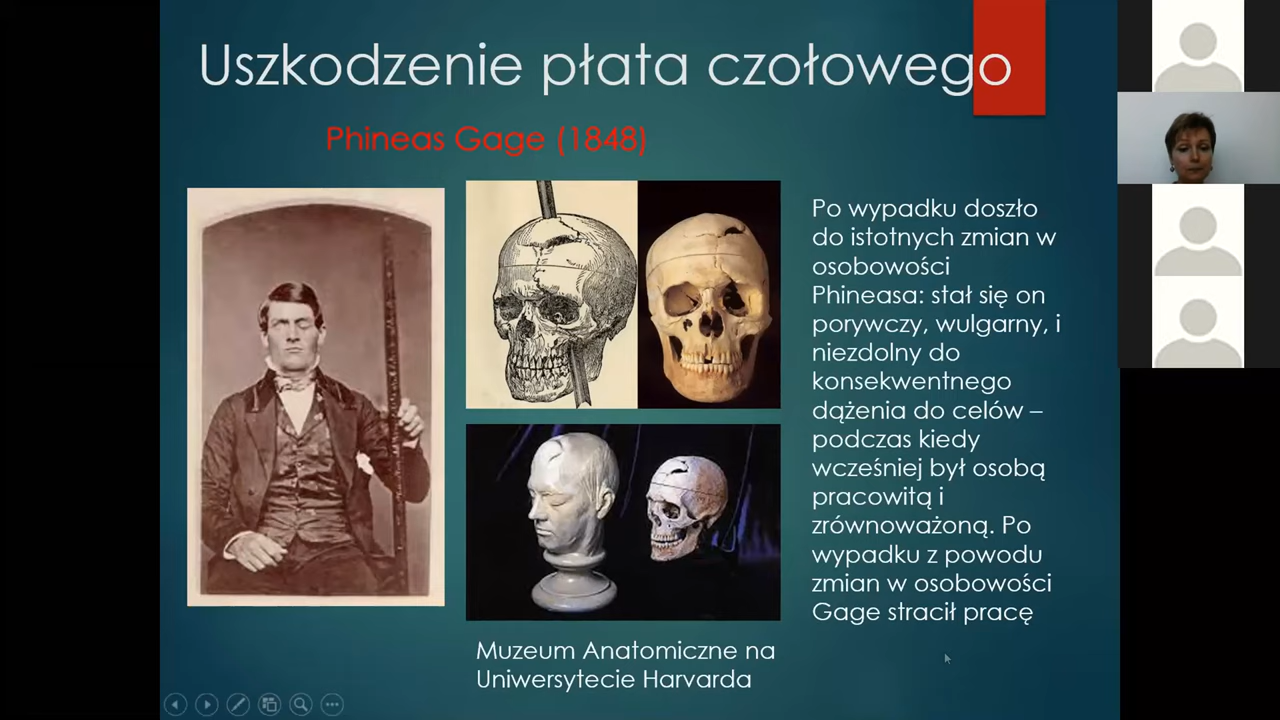 Uszkodzenie płata czołowego
Phineas Gage (1848)
Po wypadku doszło
do istotnych zmian w
osobowości
Phineasa: stał się on
porywczy, wulgarny, i
niezdolny do
konsekwentnego
dążenia do celów –
podczas kiedy
wcześniej był osobą
pracowitą i
zrównoważoną. Po
wypadku z powodu
zmian w osobowości
Gage stracił pracę
Muzeum Anatomiczne na
Uniwersytecie Harvarda